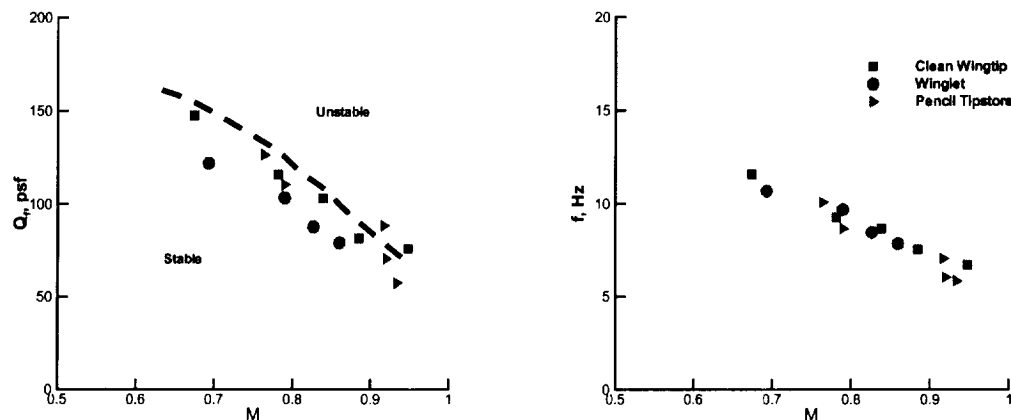 200
150
100
50
0
Q_f, psf
Unstable
Stable
0.5 0.6 0.7 0.8 0.9 1
M
20
15
10
5
0
f, Hz
Clean Wingtip
Winglet
Pencil Tipstore
0.5 0.6 0.7 0.8 0.9 1
M